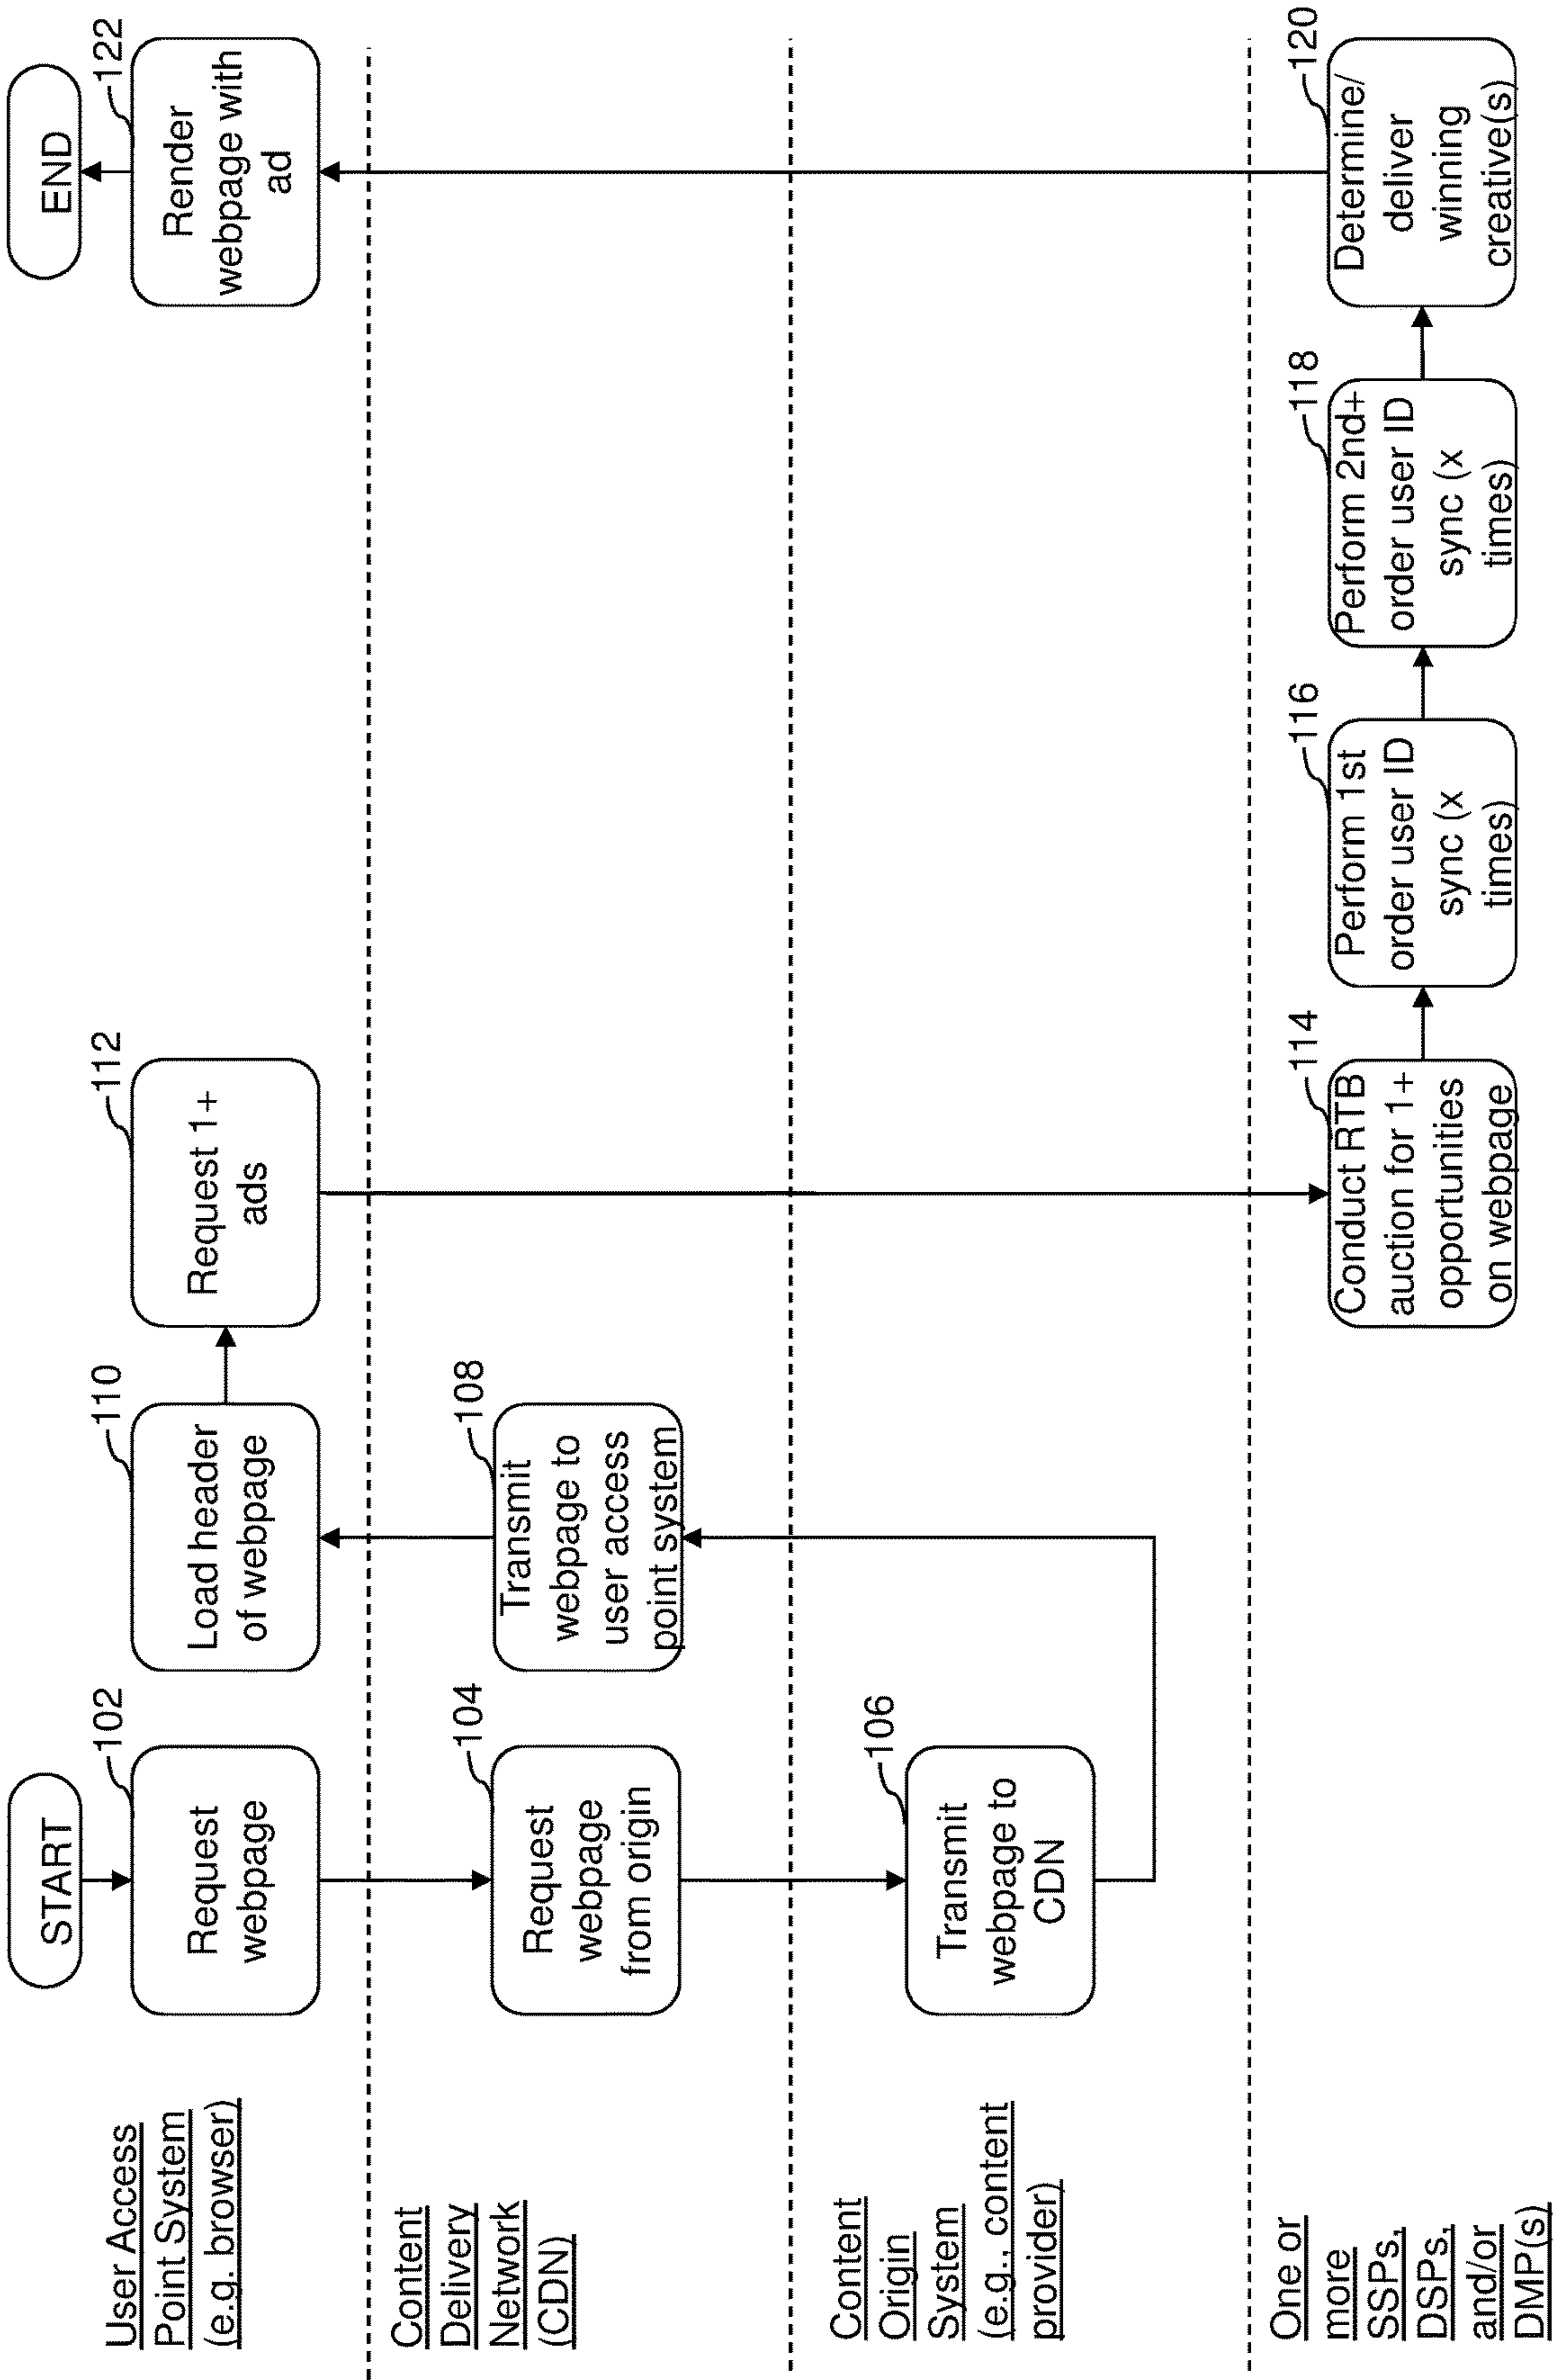 START
END
User Access
Point System
(e.g. browser)
102
Request
webpage
110
Load header
of webpage
112
Request 1+
ads
122
Render
webpage with
ad
Content
Delivery
Network
(CDN)
104
Request
webpage
from origin
108
Transmit
webpage to
user access
point system
Content
Origin
System
(e.g., content
provider)
106
Transmit
webpage to
CDN
One or
more
SSPs,
DSPs,
and/or
DMP(s)
114
Conduct RTB
auction for 1+
opportunities
on webpage
116
Perform 1st
order user ID
sync (x
times)
118
Perform 2nd+
order user ID
sync (x
times)
120
Determine/
deliver
winning
creative(s)